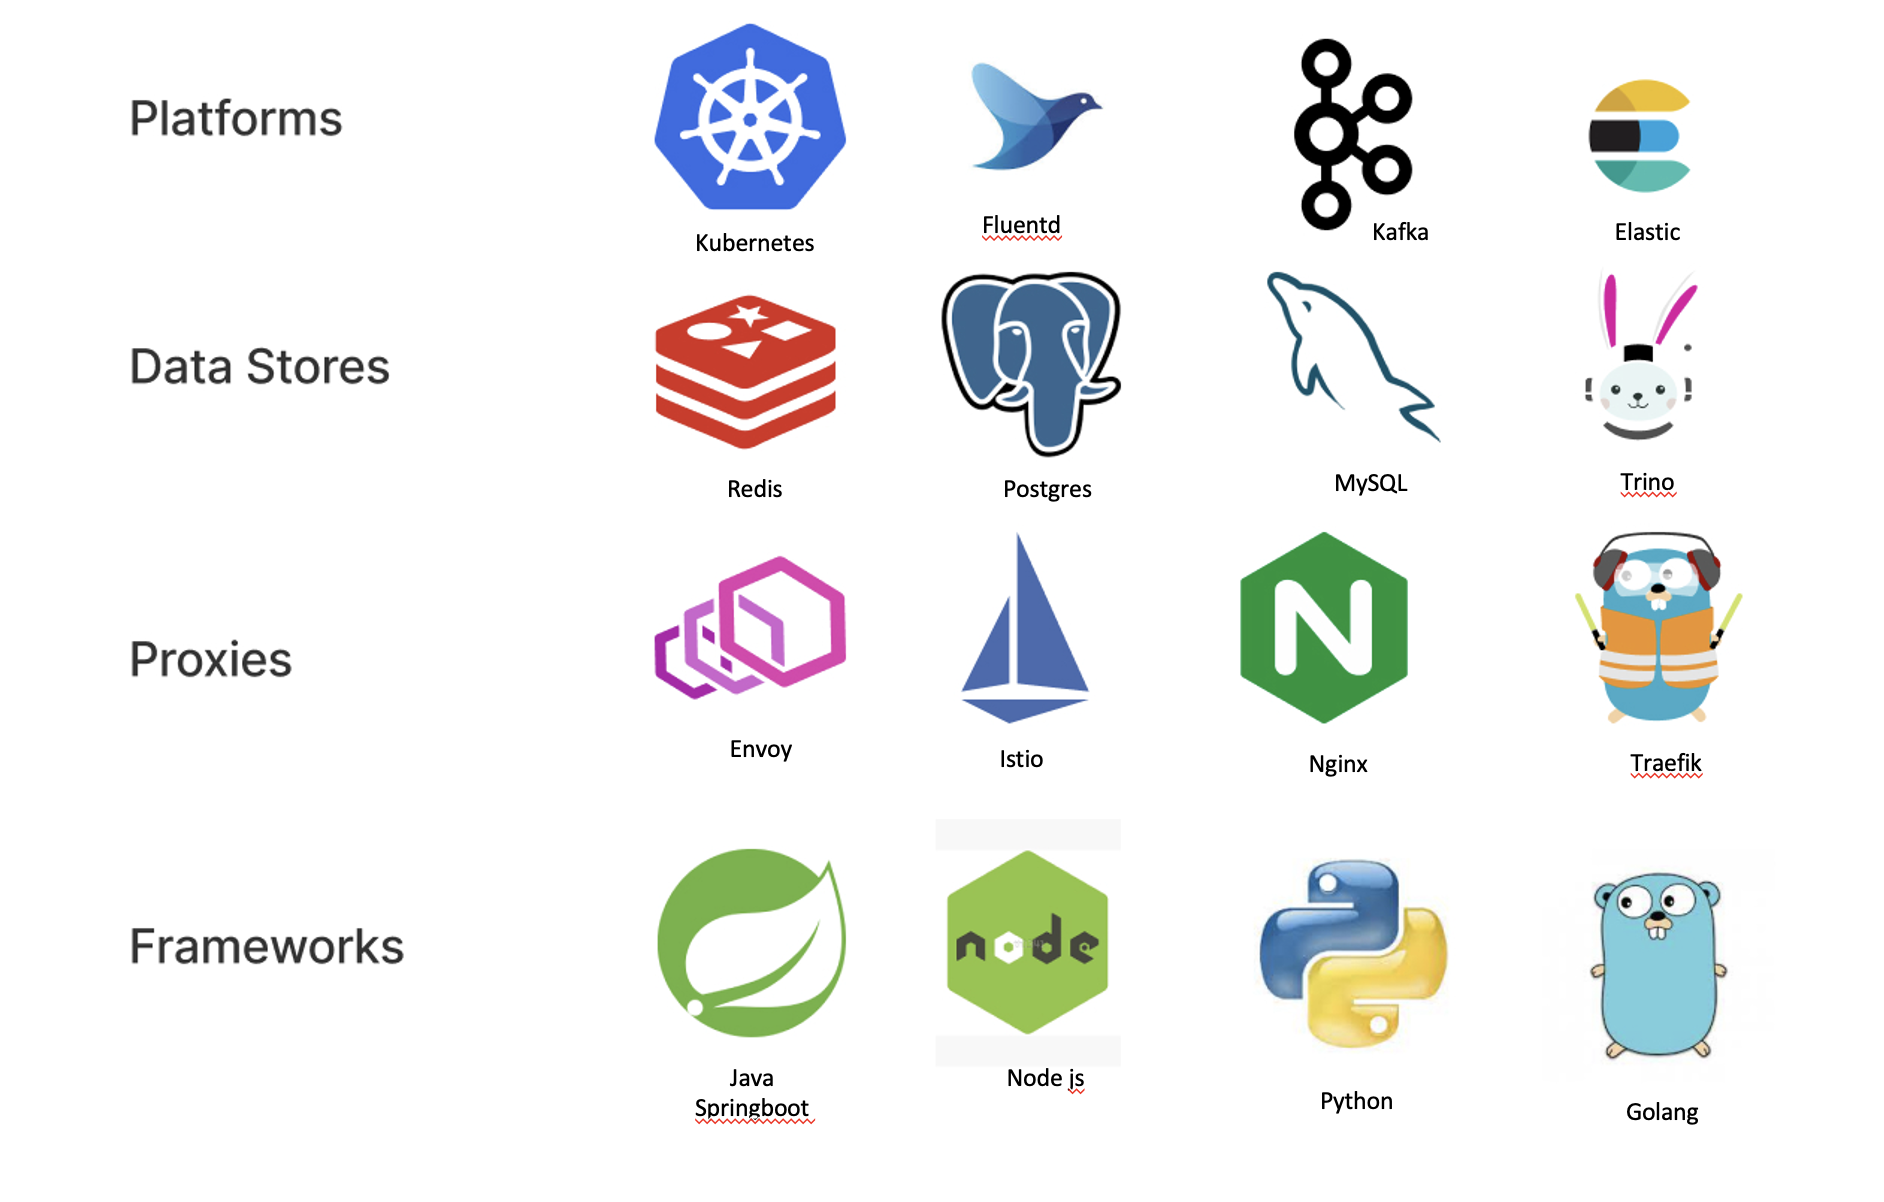 Platforms
Kubernetes
Fluentd
Kafka
Elastic
Data Stores
Redis
Postgres
MySQL
Trino
Proxies
N
Envoy
Istio
Nginx
Traefik
Frameworks
node
Java
Springboot
Node js
Python
Golang